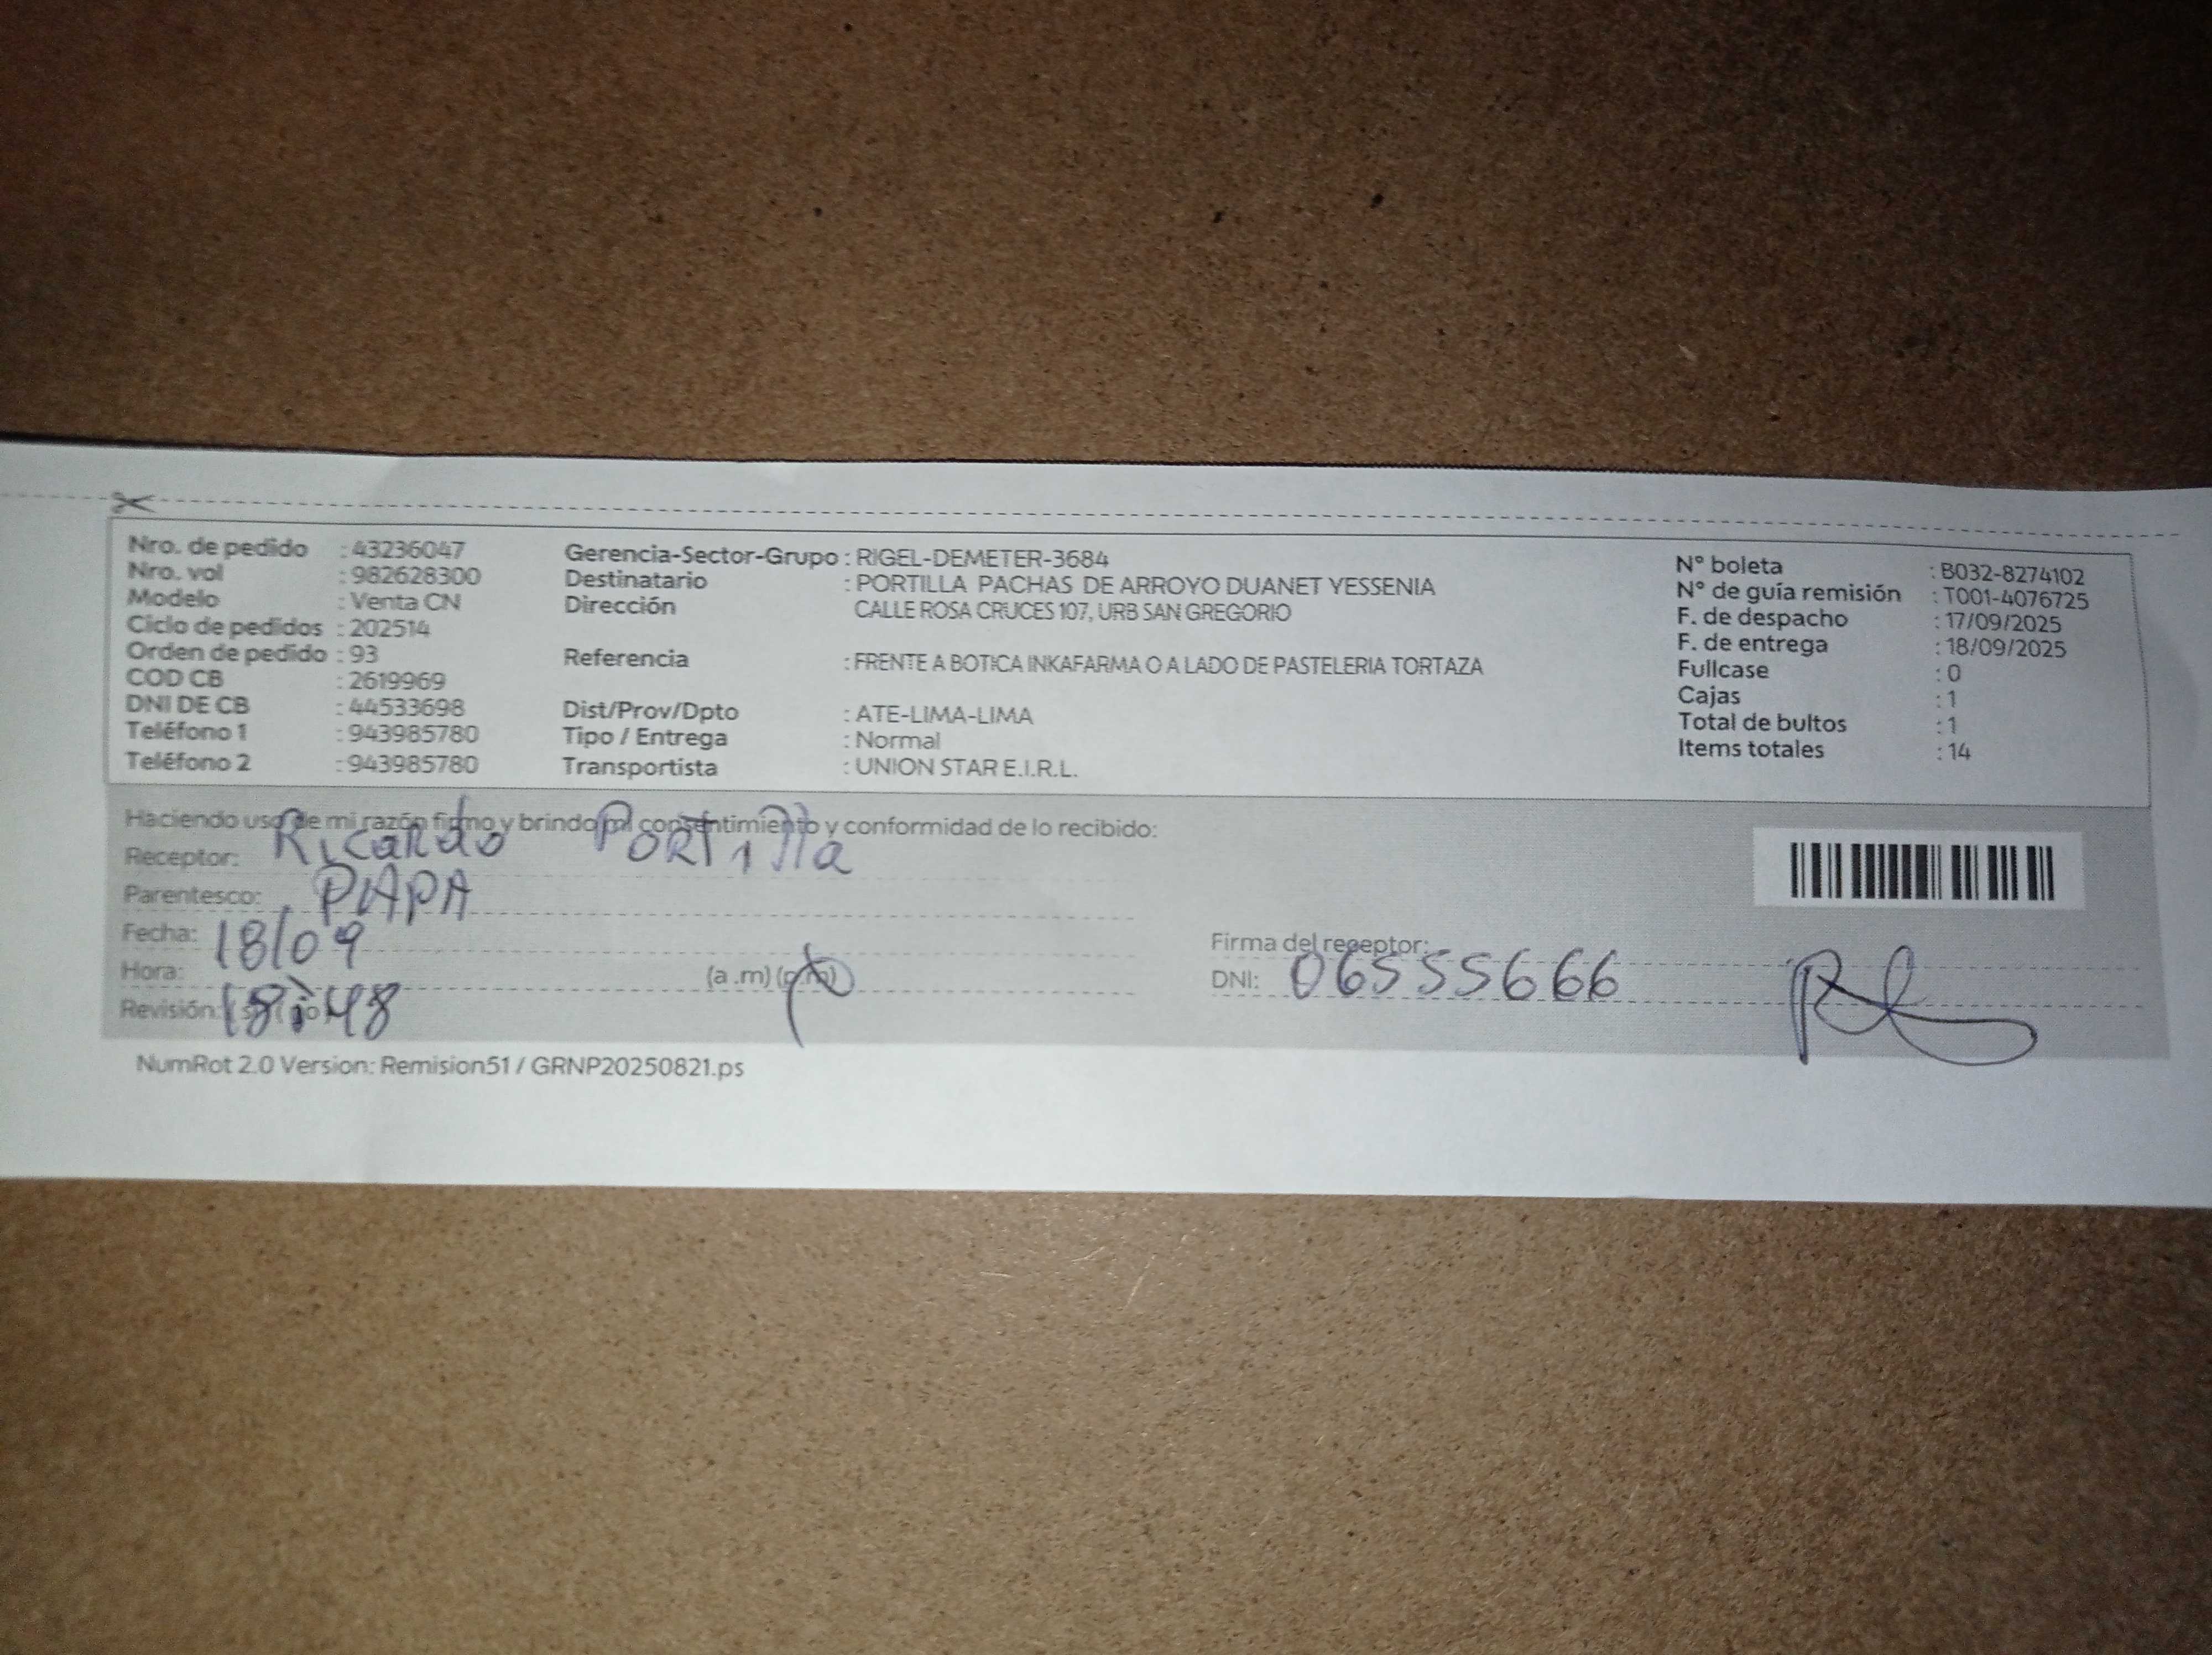 Nro. de pedido : 43236047
Nro. vol : 982628300
Modelo : Venta CN
Ciclo de pedidos : 202514
Orden de pedido : 93
COD CB : 2619969
DNI DE CB : 44533698
Teléfono 1 : 943985780
Teléfono 2 : 943985780
Gerencia-Sector-Grupo : RIGEL-DEMETER-3684
Destinatario : PORTILLA PACHAS DE ARROYO DUANET YESSENIA
Dirección CALLE ROSA CRUCES 107, URB SAN GREGORIO
Referencia : FRENTE A BOTICA INKAFARMA O A LADO DE PASTELERIA TORTAZA
Dist/Prov/Dpto : ATE-LIMA-LIMA
Tipo / Entrega : Normal
Transportista : UNION STAR E.I.R.L.
N° boleta : B032-8274102
N° de guía remisión : T001-4076725
F. de despacho : 17/09/2025
F. de entrega : 18/09/2025
Fullcase : 0
Cajas : 1
Total de bultos : 1
Items totales : 14
Haciendo uso de mi razón firmo y brindo mi consentimiento y conformidad de lo recibido:
Receptor: Ricardo PORTilla
Parentesco: PAPA
Fecha: 18/09
Hora: (a .m) (p.m)
Revisión: 18:48
Firma del receptor:
DNI: 06555666
NumRot 2.0 Version: Remision51 / GRNP20250821.ps